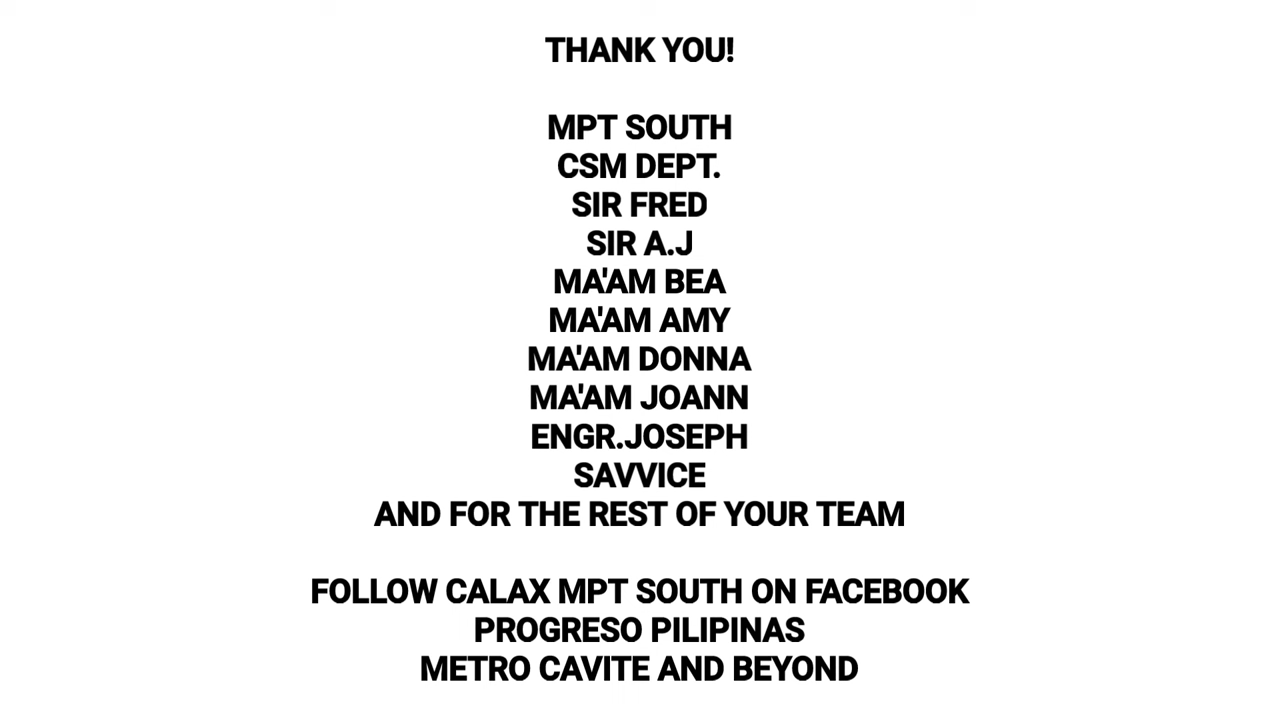 THANK YOU!
MPT SOUTH
CSM DEPT.
SIR FRED
SIR A.J
MA'AM BEA
MA'AM AMY
MA'AM DONNA
MA'AM JOANN
ENGR.JOSEPH
SAVVICE
AND FOR THE REST OF YOUR TEAM
FOLLOW CALAX MPT SOUTH ON FACEBOOK
PROGRESO PILIPINAS
METRO CAVITE AND BEYOND